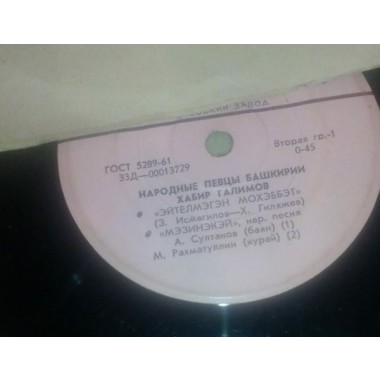 ЗАВОД
ГОСТ 5289-61
33Д—00013729
Вторая гр.-1
0-45
НАРОДНЫЕ ПЕВЦЫ БАШКИРИИ
ХАБИР ГАЛИМОВ
«ЭЙТЕЛМЭГЭН МОХЭББЭТ»
(З. Исмагилов—Х. Гиляжев)
«МЭЗИНЭКЭЙ», нар. песня
А. Султанов (баян) (1)
М. Рахматуллин (курай) (2)